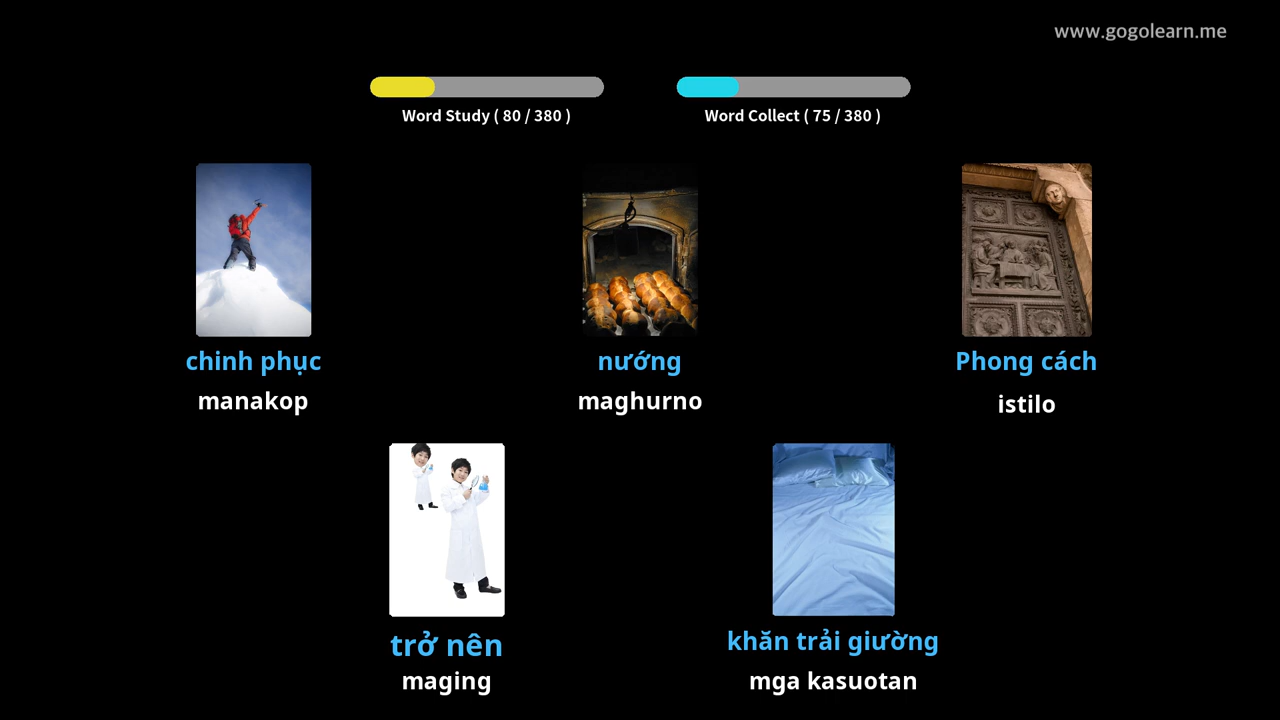 www.gogolearn.me
Word Study ( 80 / 380 )
Word Collect ( 75 / 380 )
chinh phục
manakop
nướng
maghurno
Phong cách
istilo
trở nên
maging
khăn trải giường
mga kasuotan